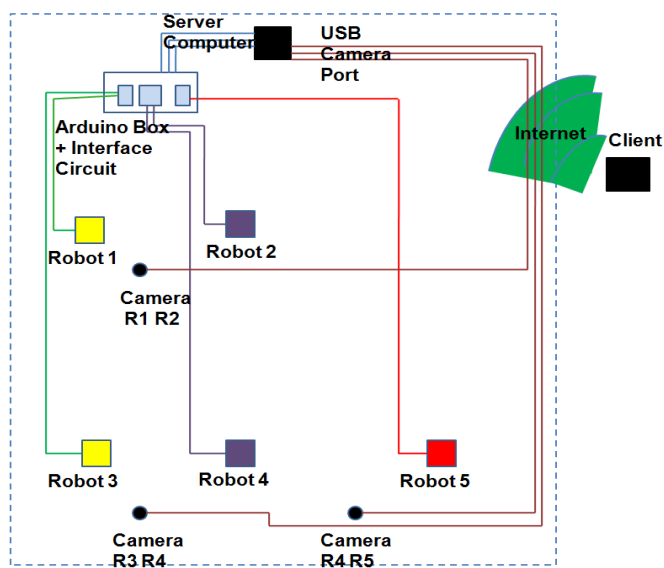 Server
Computer
USB
Camera
Port
Arduino Box
+ Interface
Circuit
Internet
Client
Robot 1
Robot 2
Camera
R1 R2
Robot 3
Robot 4
Robot 5
Camera
R3 R4
Camera
R4 R5